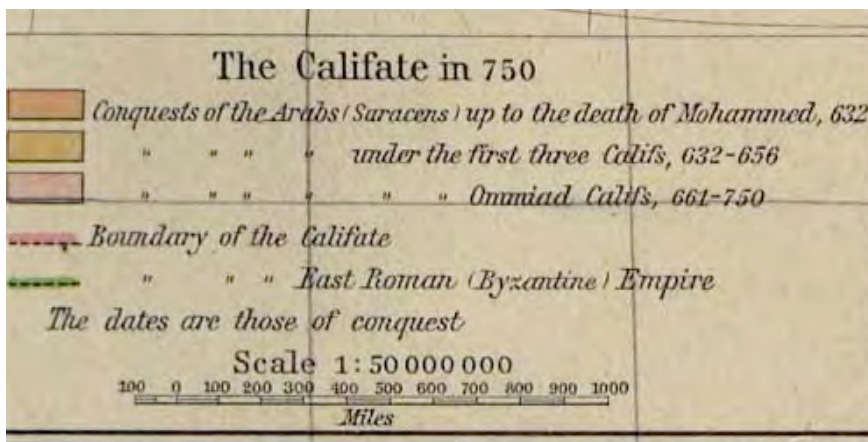 The Califate in 750
Conquests of the Arabs (Saracens) up to the death of Mohammed, 632
" " " " under the first three Califs, 632-656
" " " " " " Ommiad Califs, 661-750
Boundary of the Califate
" " " East Roman (Byzantine) Empire
The dates are those of conquest
Scale 1:50 000 000
100 0 100 200 300 400 500 600 700 800 900 1000
Miles